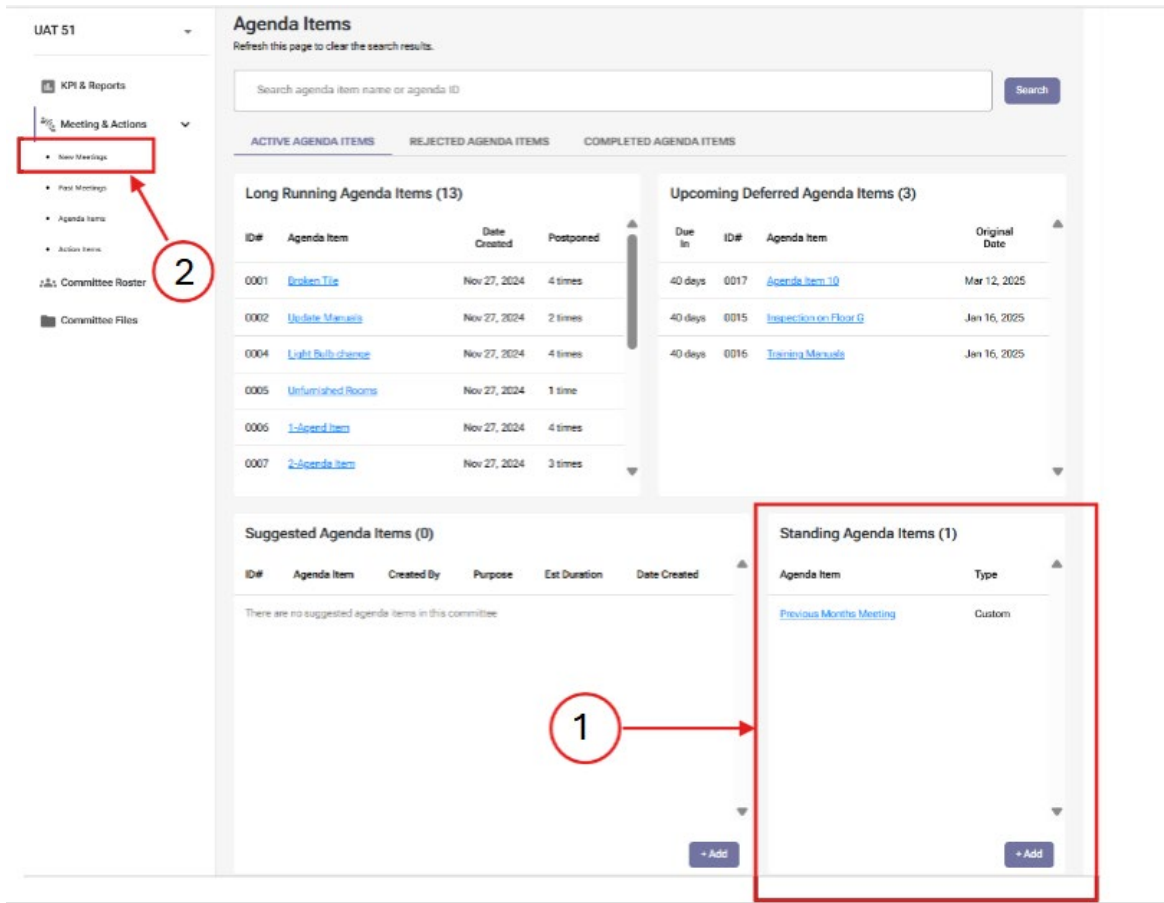 UAT 51
KPI & Reports
Meeting & Actions
New Meetings
Past Meetings
Agenda Items
Action Items
Committee Roster
Committee Files
2
Agenda Items
Refresh this page to clear the search results.
Search agenda item name or agenda ID
Search
ACTIVE AGENDA ITEMS REJECTED AGENDA ITEMS COMPLETED AGENDA ITEMS
Long Running Agenda Items (13)
ID# Agenda Item Date Created Postponed
0001 Broken Tile Nov 27, 2024 4 times
0002 Update Manuals Nov 27, 2024 2 times
0004 Light Bulb change Nov 27, 2024 4 times
0005 Unfurnished Rooms Nov 27, 2024 1 time
0006 1-Agend Item Nov 27, 2024 4 times
0007 2-Agenda Item Nov 27, 2024 3 times
Upcoming Deferred Agenda Items (3)
Due In ID# Agenda Item Original Date
40 days 0017 Agenda Item 10 Mar 12, 2025
40 days 0015 Inspection on Floor G Jan 16, 2025
40 days 0016 Training Manuals Jan 16, 2025
Suggested Agenda Items (0)
ID# Agenda Item Created By Purpose Est Duration Date Created
There are no suggested agenda items in this committee
1
+ Add
Standing Agenda Items (1)
Agenda Item Type
Previous Months Meeting Custom
+ Add